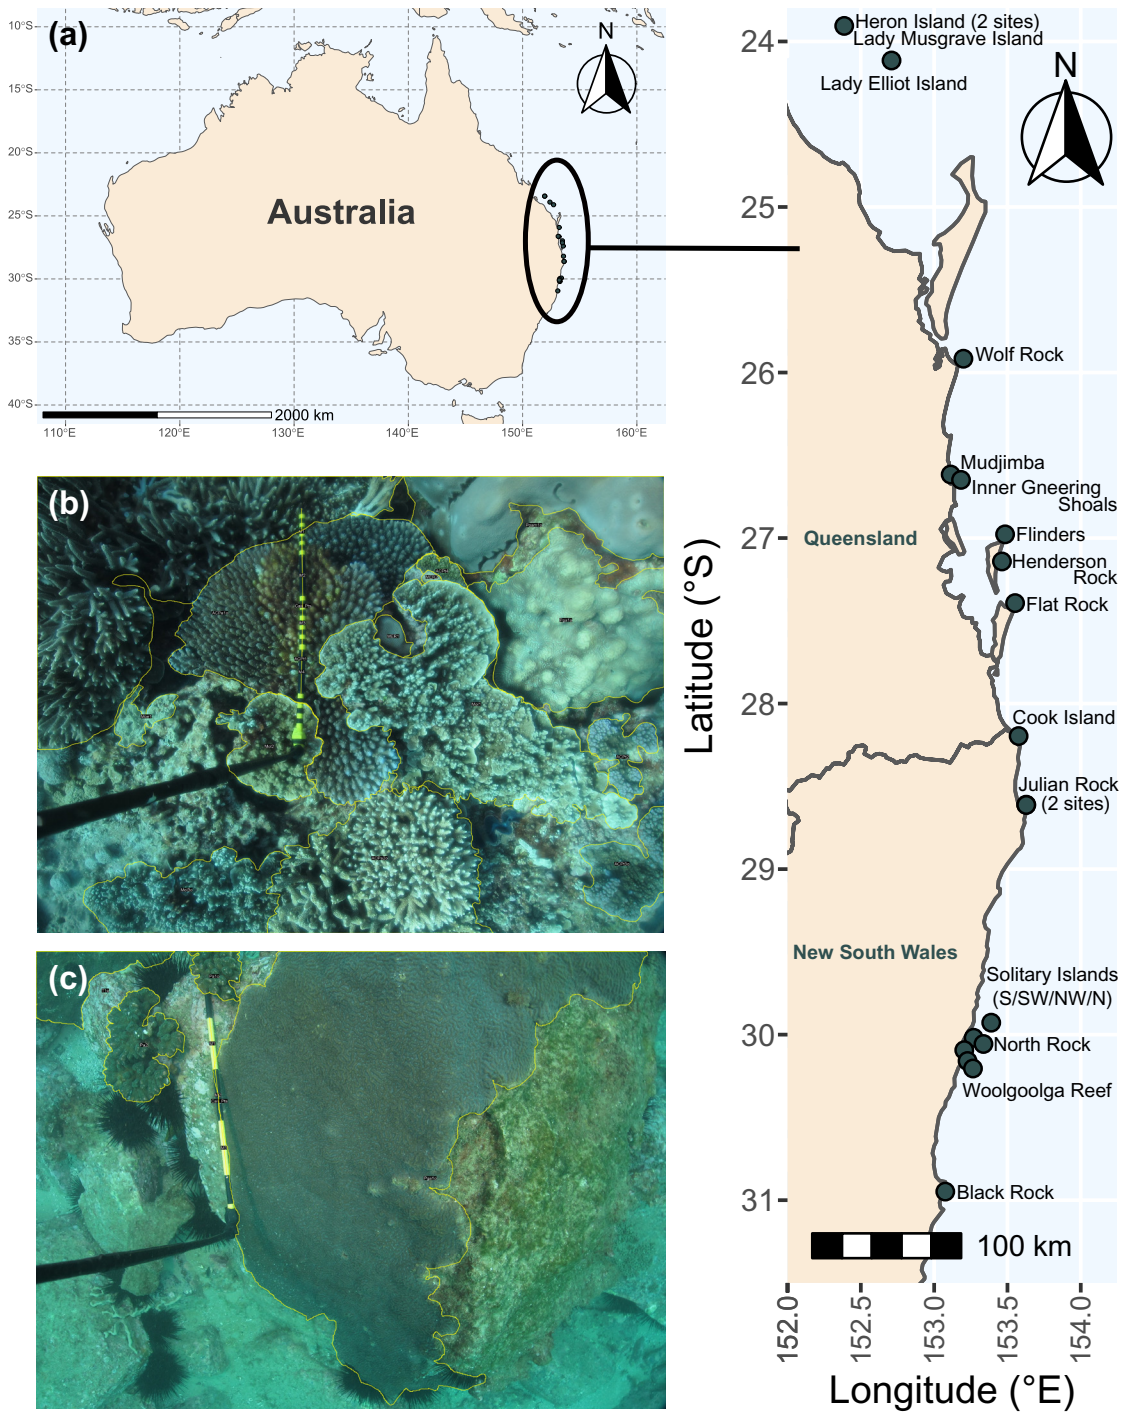 (a)
10°S
15°S
20°S
25°S
30°S
35°S
40°S
N
Australia
2000 km
110°E
120°E
130°E
140°E
150°E
160°E
(b)
(c)
Heron Island (2 sites)
Lady Musgrave Island
Lady Elliot Island
N
24
25
26
27
28
29
30
31
Latitude (°S)
Wolf Rock
Mudjimba
Inner Gneering
Shoals
Queensland
Flinders
Henderson
Rock
Flat Rock
Cook Island
Julian Rock
(2 sites)
New South Wales
Solitary Islands
(S/SW/NW/N)
North Rock
Woolgoolga Reef
Black Rock
100 km
152.0
152.5
153.0
153.5
154.0
Longitude (°E)